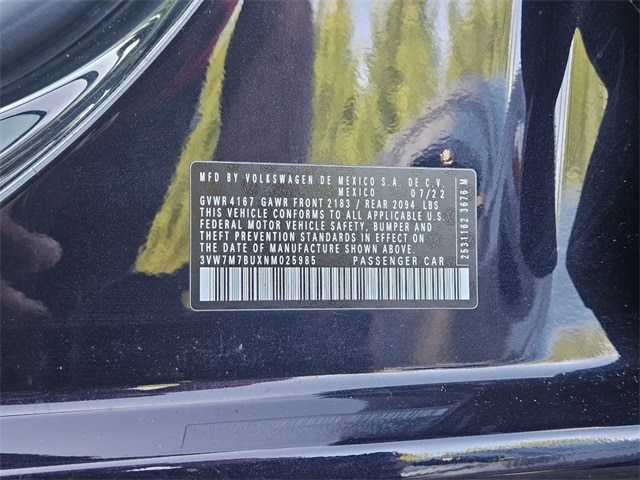 MFD BY VOLKSWAGEN DE MEXICO S.A. DE C.V.
MEXICO 07/22
GVWR 4167 GAWR FRONT 2183 / REAR 2094 LBS
THIS VEHICLE CONFORMS TO ALL APPLICABLE U.S.
FEDERAL MOTOR VEHICLE SAFETY, BUMPER AND
THEFT PREVENTION STANDARDS IN EFFECT ON
THE DATE OF MANUFACTURE SHOWN ABOVE.
3VW7M7BUXNM025985 PASSENGER CAR
2531162 3676 M